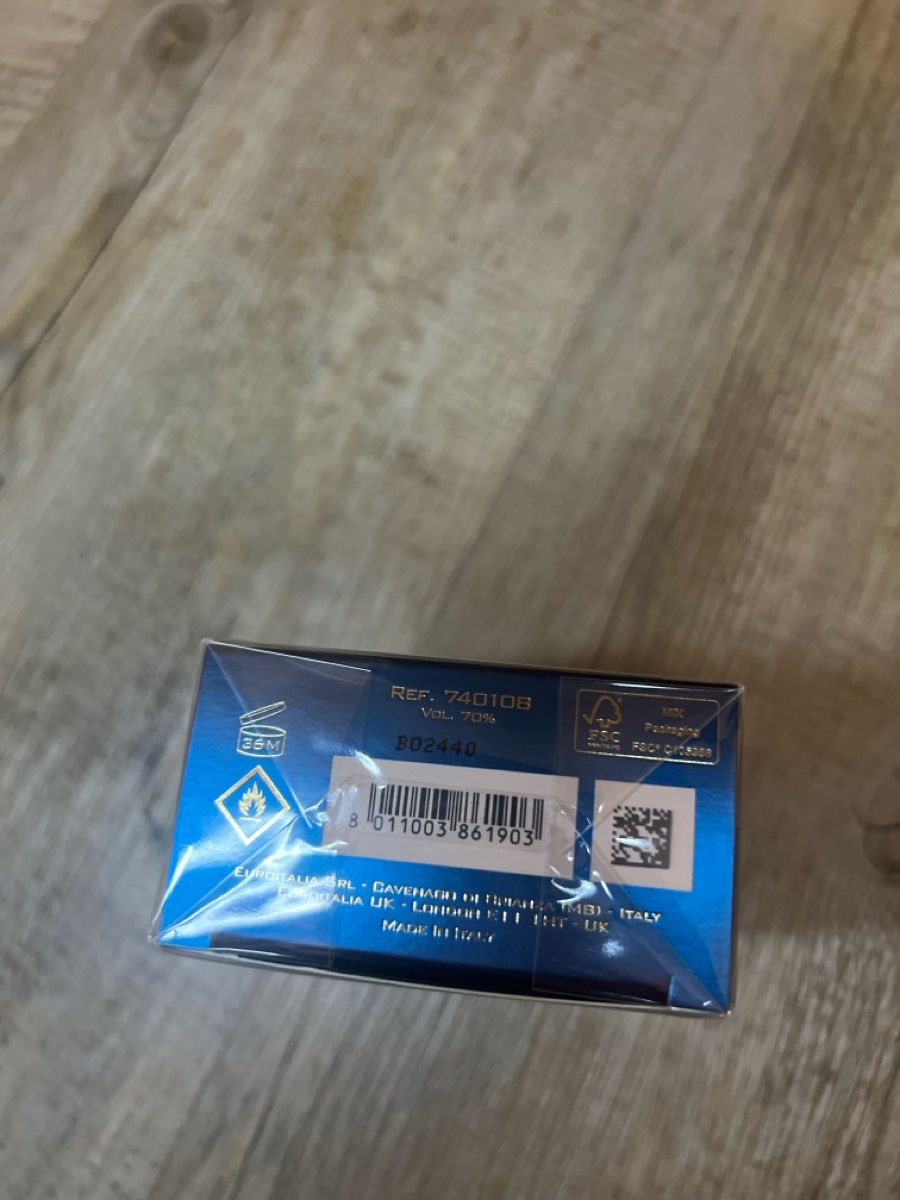 REF. 740108
VOL. 70%
B02440
36M
FSC
MIX
Packaging
8 011003 861903
EUROITALIA SRL - CAVENAGO DI BRIANZA (MB) - ITALY
EUROITALIA UK - LONDON - UK
MADE IN ITALY